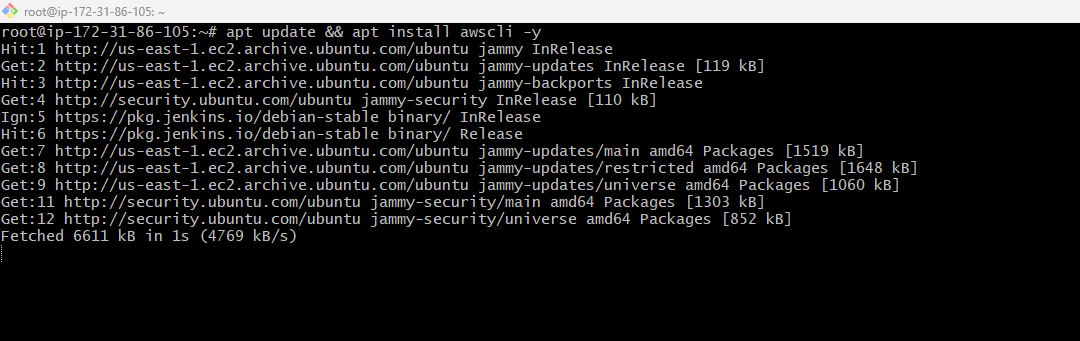 root@ip-172-31-86-105: ~
root@ip-172-31-86-105:~# apt update && apt install awscli -y
Hit:1 http://us-east-1.ec2.archive.ubuntu.com/ubuntu jammy InRelease
Get:2 http://us-east-1.ec2.archive.ubuntu.com/ubuntu jammy-updates InRelease [119 kB]
Hit:3 http://us-east-1.ec2.archive.ubuntu.com/ubuntu jammy-backports InRelease
Get:4 http://security.ubuntu.com/ubuntu jammy-security InRelease [110 kB]
Ign:5 https://pkg.jenkins.io/debian-stable binary/ InRelease
Hit:6 https://pkg.jenkins.io/debian-stable binary/ Release
Get:7 http://us-east-1.ec2.archive.ubuntu.com/ubuntu jammy-updates/main amd64 Packages [1519 kB]
Get:8 http://us-east-1.ec2.archive.ubuntu.com/ubuntu jammy-updates/restricted amd64 Packages [1648 kB]
Get:9 http://us-east-1.ec2.archive.ubuntu.com/ubuntu jammy-updates/universe amd64 Packages [1060 kB]
Get:11 http://security.ubuntu.com/ubuntu jammy-security/main amd64 Packages [1303 kB]
Get:12 http://security.ubuntu.com/ubuntu jammy-security/universe amd64 Packages [852 kB]
Fetched 6611 kB in 1s (4769 kB/s)